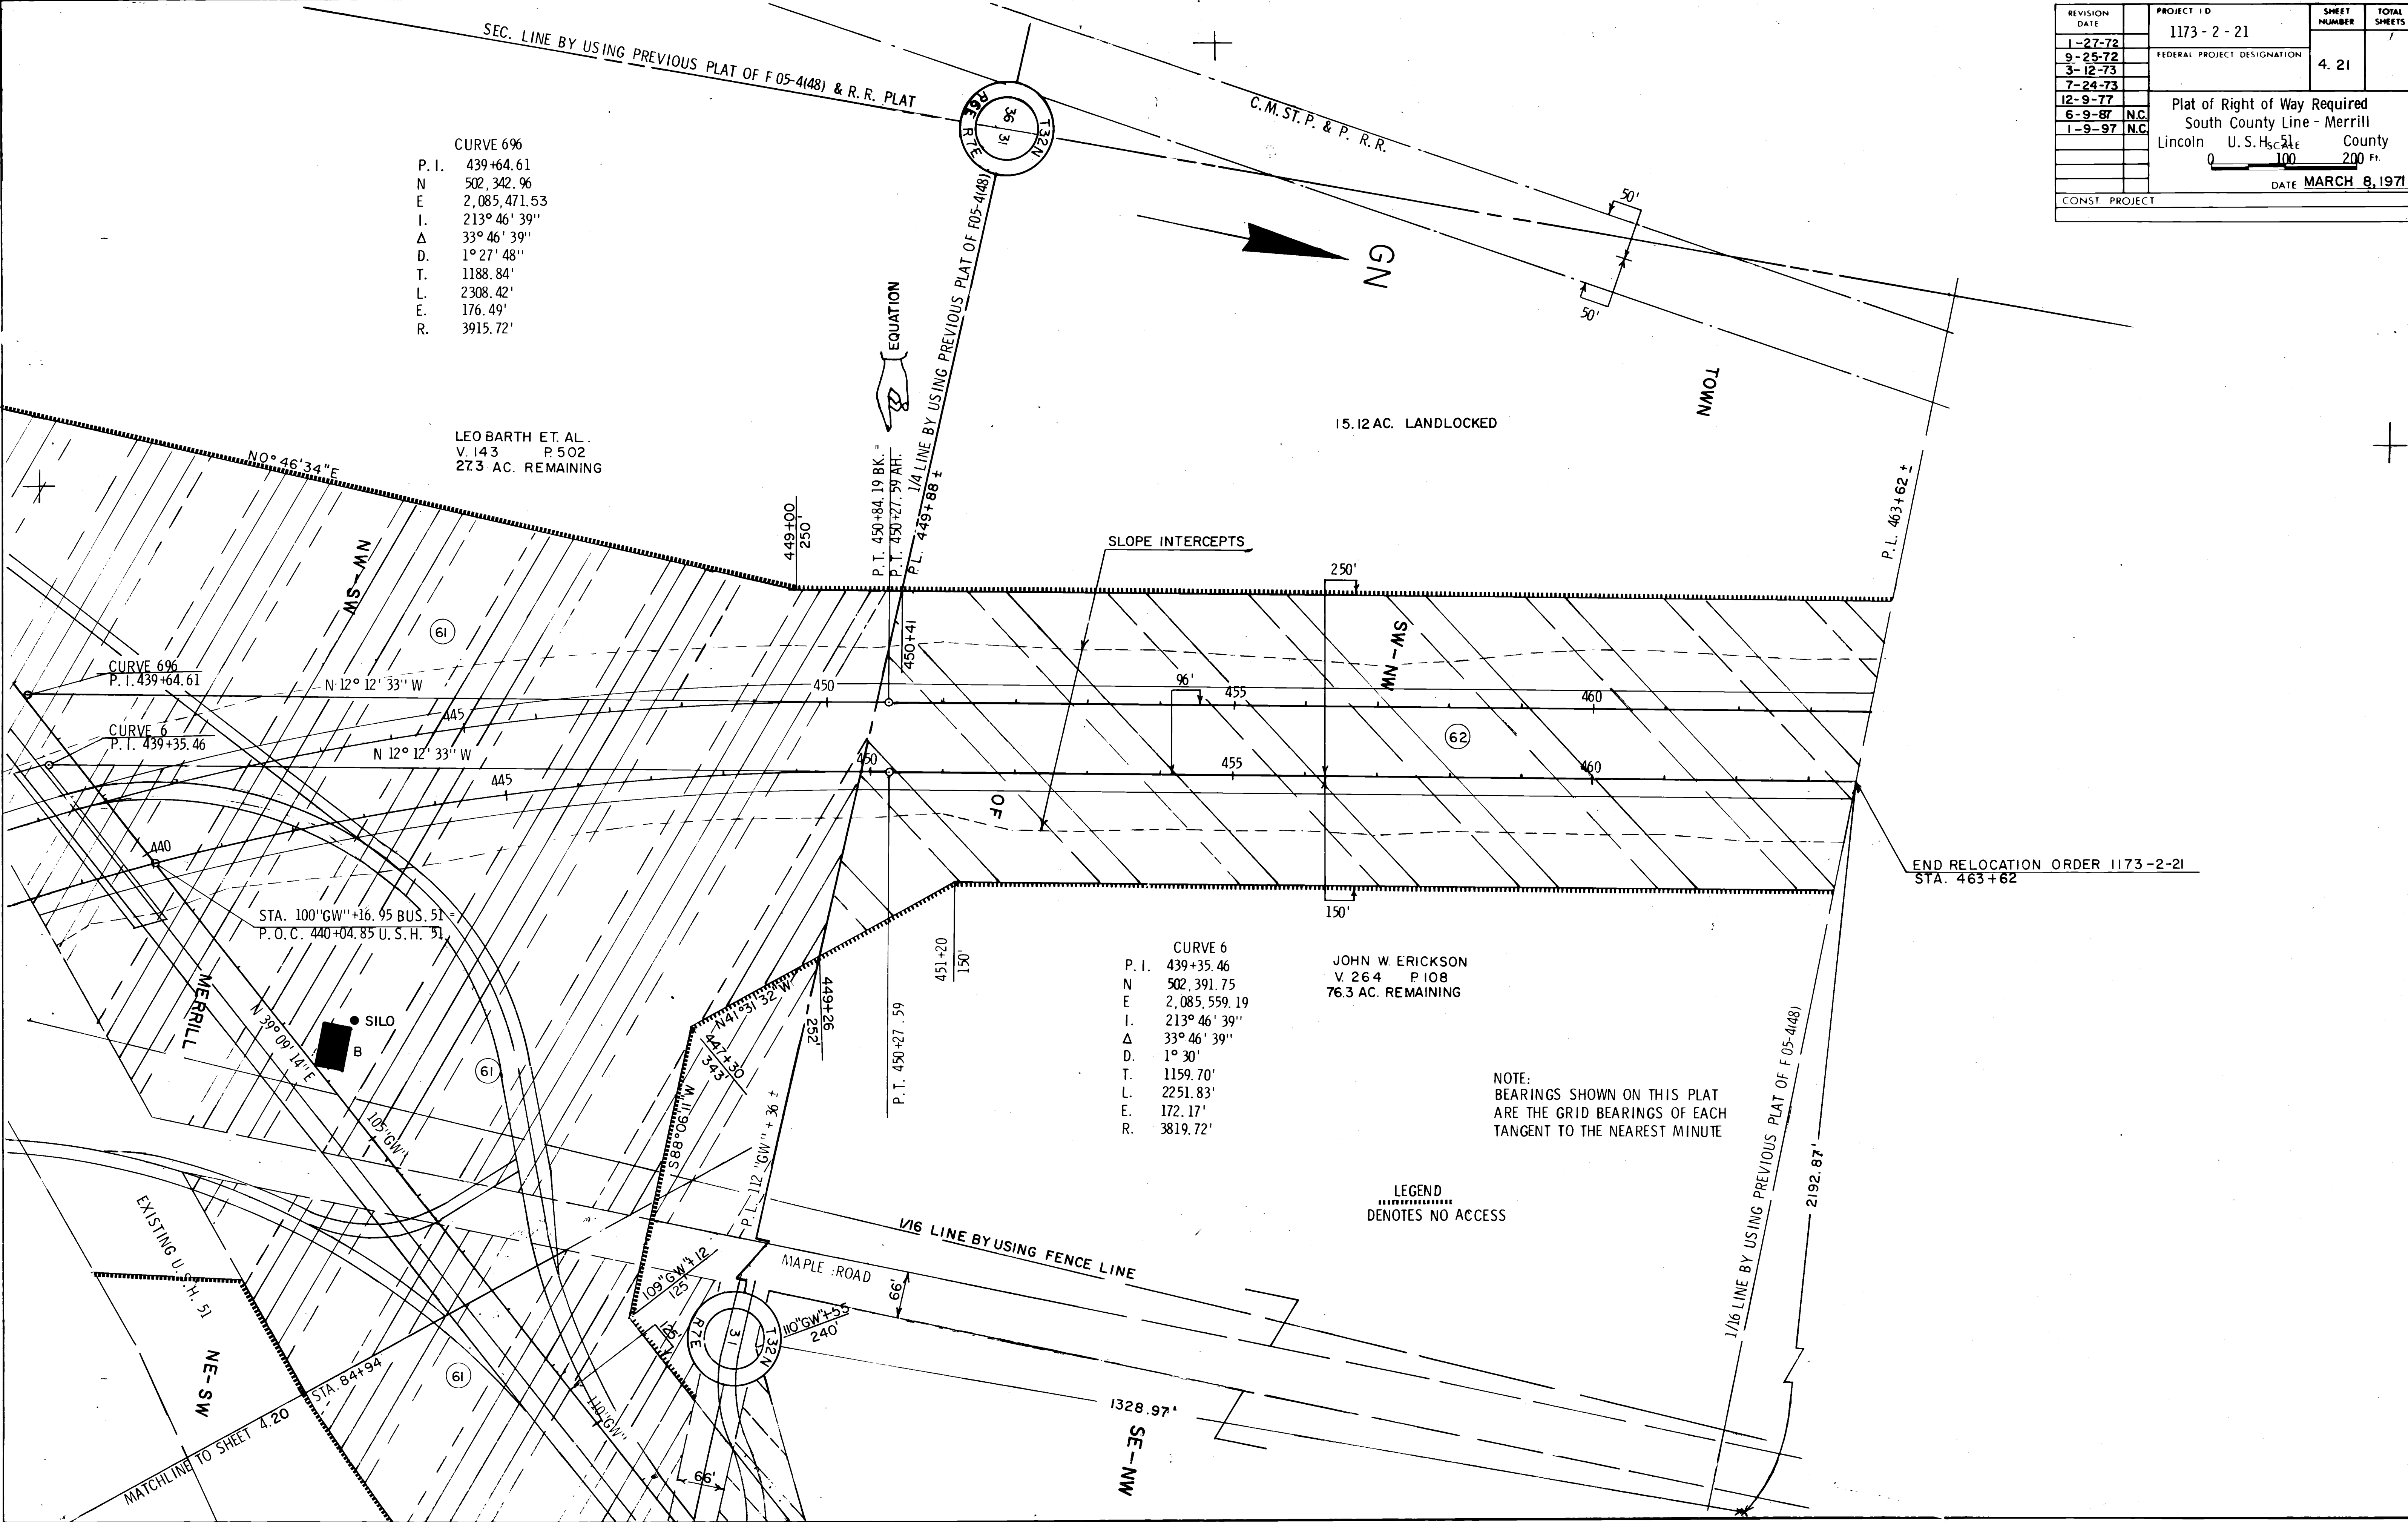 REVISION DATE
1-27-72
9-25-72
3-12-73
7-24-73
12-9-77
6-9-87 N.C.
1-9-97 N.C.
PROJECT I D
1173 - 2 - 21
FEDERAL PROJECT DESIGNATION
SHEET NUMBER
4. 21
TOTAL SHEETS
Plat of Right of Way Required
South County Line - Merrill
Lincoln U. S. H. 51 County
SCALE
0 100 200 Ft.
DATE MARCH 8, 1971
CONST. PROJECT
SEC. LINE BY USING PREVIOUS PLAT OF F 05-4(48) & R. R. PLAT
R6E R7E T32N
36 31
C. M. ST. P. & P. R. R.
50'
50'
GN
TOWN
CURVE 696
P. I. 439+64.61
N 502, 342. 96
E 2,085,471.53
I. 213° 46' 39''
Δ 33° 46' 39''
D. 1° 27' 48''
T. 1188. 84'
L. 2308. 42'
E. 176. 49'
R. 3915. 72'
EQUATION
1/4 LINE BY USING PREVIOUS PLAT OF F05-4(48)
P. T. 450+84. 19 BK. =
P. T. 450+27. 59 AH.
P. L. 449+88 ±
15.12 AC. LANDLOCKED
LEO BARTH ET. AL.
V. 143 P. 502
27.3 AC. REMAINING
N0° 46'34"E
449+00
250'
P. L. 463+62 ±
SLOPE INTERCEPTS
250'
NW-SW
61
450+41
SW-NW
CURVE 696
P. I. 439+64.61
N 12° 12' 33'' W
450
96'
455
460
445
CURVE 6
P. I. 439+35.46
N 12° 12' 33'' W
445
450
455
460
62
OF
440
STA. 100"GW"+16. 95 BUS. 51 =
P. O. C. 440+04.85 U. S. H. 51
END RELOCATION ORDER 1173-2-21
STA. 463+62
150'
451+20
150'
449+26
252'
N41°31'32"W
447+30
343'
P. T. 450+27 . 59
CURVE 6
P. I. 439+35. 46
N 502, 391. 75
E 2,085, 559. 19
I. 213° 46' 39''
Δ 33° 46' 39''
D. 1° 30'
T. 1159. 70'
L. 2251. 83'
E. 172. 17'
R. 3819. 72'
JOHN W. ERICKSON
V. 264 P. 108
76.3 AC. REMAINING
MERRILL
SILO
B
N 39° 09' 14"E
61
105"GW"
S88°06'11"W
P. L. 112 "GW" + 36 ±
NOTE:
BEARINGS SHOWN ON THIS PLAT
ARE THE GRID BEARINGS OF EACH
TANGENT TO THE NEAREST MINUTE
LEGEND
DENOTES NO ACCESS
1/16 LINE BY USING PREVIOUS PLAT OF F 05-4(48)
2192. 87'
1/16 LINE BY USING FENCE LINE
MAPLE ROAD
66'
EXISTING U. S. H. 51
109"GW"+12
125'
R7E 31 T32N
110"GW"+55
240'
NE-SW
61
STA. 84+94
MATCHLINE TO SHEET 4.20
110"GW"
66'
1328.97'
SE-NW